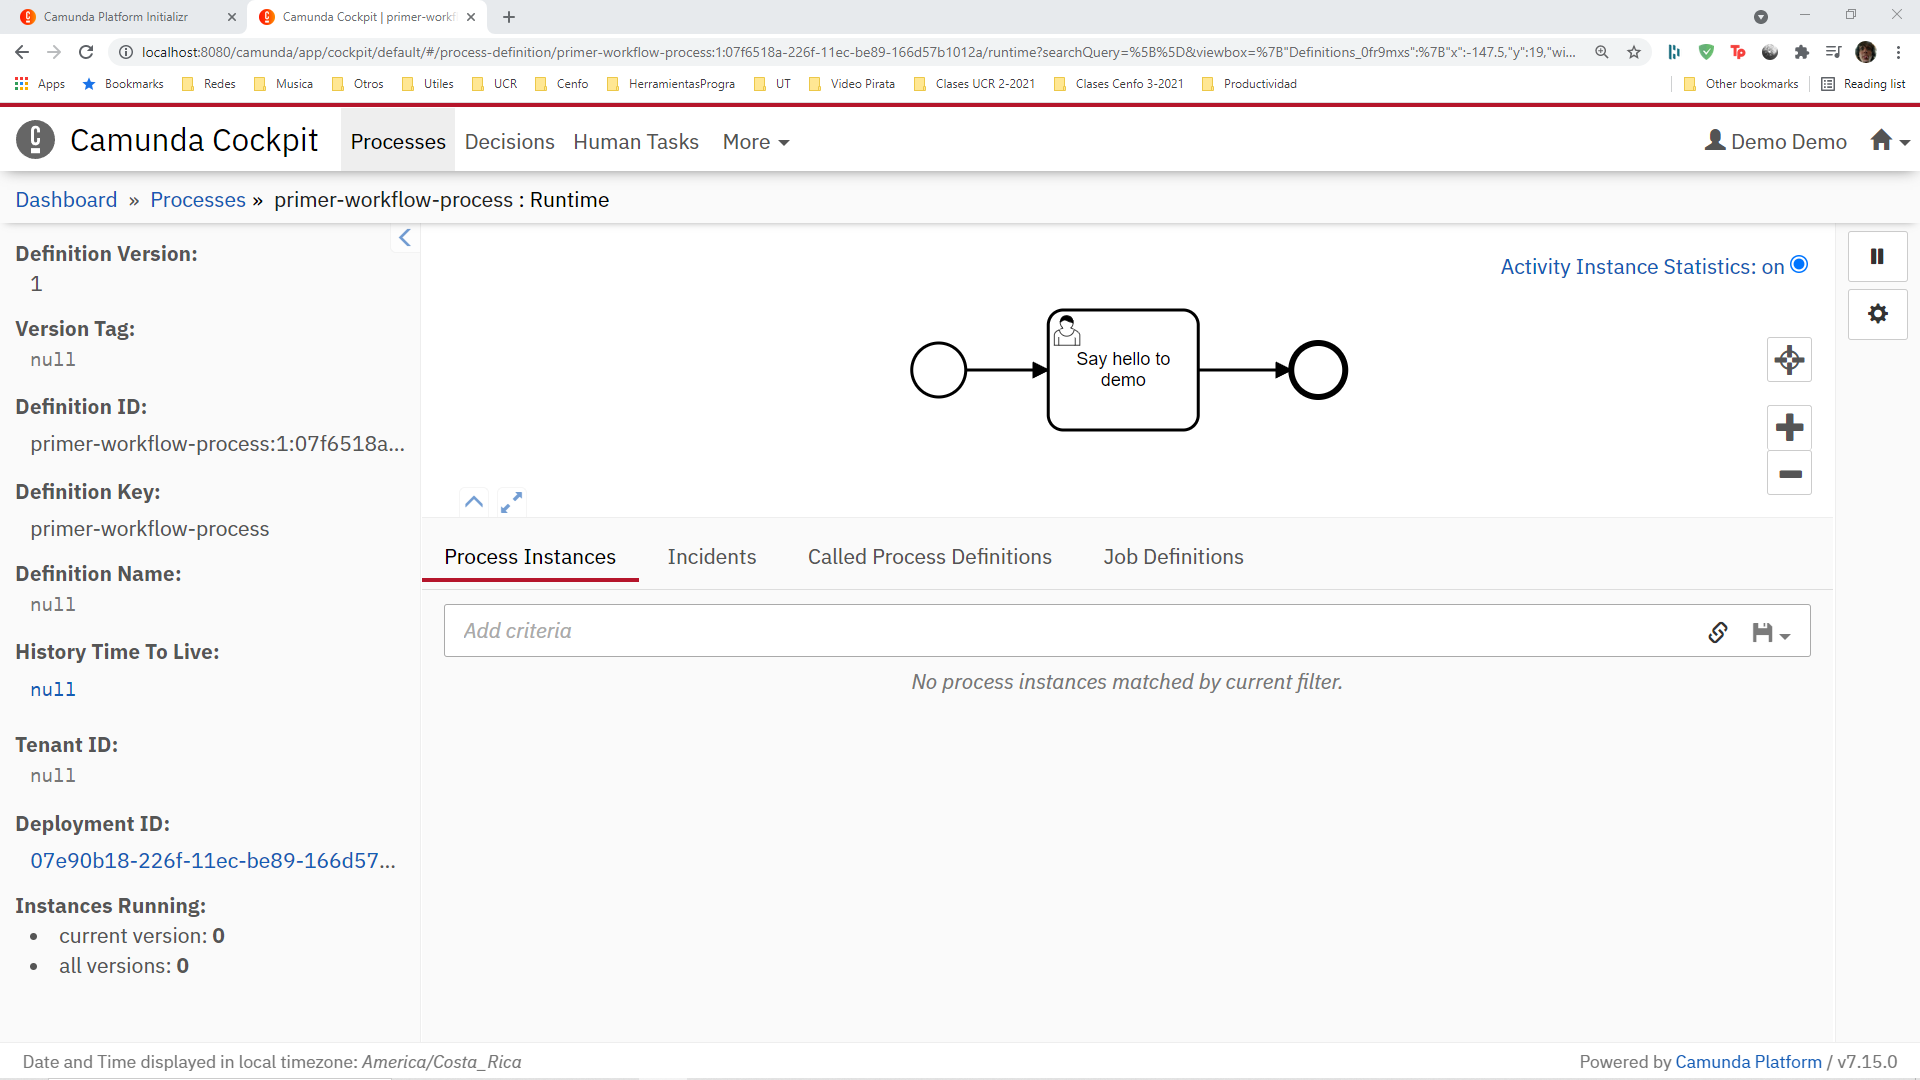 Camunda Platform Initializr
Camunda Cockpit | primer-workf
localhost:8080/camunda/app/cockpit/default/#/process-definition/primer-workflow-process:1:07f6518a-226f-11ec-be89-166d57b1012a/runtime?searchQuery=%5B%5D&viewbox=%7B"Definitions_0fr9mxs":%7B"x":-147.5,"y":19,"wi...
Apps
Bookmarks
Redes
Musica
Otros
Utiles
UCR
Cenfo
HerramientasProgra
UT
Video Pirata
Clases UCR 2-2021
Clases Cenfo 3-2021
Productividad
Other bookmarks
Reading list
Camunda Cockpit
Processes
Decisions
Human Tasks
More
Demo Demo
Dashboard » Processes » primer-workflow-process : Runtime
Definition Version:
1
Version Tag:
null
Definition ID:
primer-workflow-process:1:07f6518a...
Definition Key:
primer-workflow-process
Definition Name:
null
History Time To Live:
null
Tenant ID:
null
Deployment ID:
07e90b18-226f-11ec-be89-166d57...
Instances Running:
• current version: 0
• all versions: 0
Activity Instance Statistics: on
Say hello to
demo
Process Instances
Incidents
Called Process Definitions
Job Definitions
Add criteria
No process instances matched by current filter.
Date and Time displayed in local timezone: America/Costa_Rica
Powered by Camunda Platform / v7.15.0